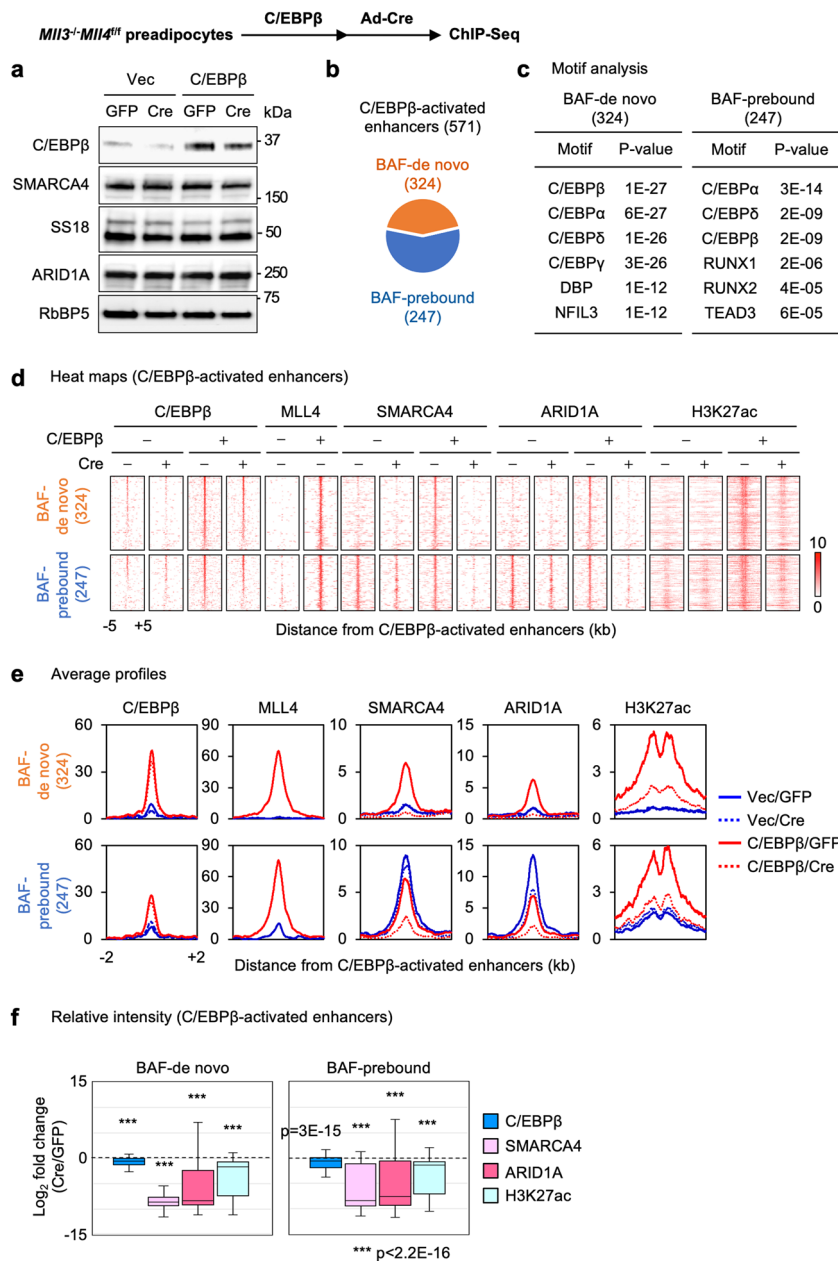 C/EBPβ Ad-Cre
Mll3-/-Mll4f/f preadipocytes ChIP-Seq
a
Vec C/EBPβ
GFP Cre GFP Cre kDa
C/EBPβ 37
SMARCA4
150
SS18 50
ARID1A 250
75
RbBP5
b
C/EBPβ-activated
enhancers (571)
BAF-de novo
(324)
BAF-prebound
(247)
c Motif analysis
BAF-de novo BAF-prebound
(324) (247)
Motif P-value Motif P-value
C/EBPβ 1E-27 C/EBPα 3E-14
C/EBPα 6E-27 C/EBPδ 2E-09
C/EBPδ 1E-26 C/EBPβ 2E-09
C/EBPγ 3E-26 RUNX1 2E-06
DBP 1E-12 RUNX2 4E-05
NFIL3 1E-12 TEAD3 6E-05
d Heat maps (C/EBPβ-activated enhancers)
C/EBPβ MLL4 SMARCA4 ARID1A H3K27ac
C/EBPβ − + − + − + − + − +
Cre − + − + − − − + − + − + − + − + − +
BAF-
de novo
(324)
BAF-
prebound
(247)
10
0
-5 +5 Distance from C/EBPβ-activated enhancers (kb)
e Average profiles
C/EBPβ MLL4 SMARCA4 ARID1A H3K27ac
BAF-
de novo
(324)
60 90 10 15 6
30 60 5 10 3
30 5
0 0 0 0 0
Vec/GFP
Vec/Cre
C/EBPβ/GFP
C/EBPβ/Cre
BAF-
prebound
(247)
60 90 10 15 6
30 60 5 10 3
30 5
0 0 0 0 0
-2 +2 Distance from C/EBPβ-activated enhancers (kb)
f Relative intensity (C/EBPβ-activated enhancers)
BAF-de novo BAF-prebound
Log2 fold change
(Cre/GFP)
15
0
-15
*** *** *** ***
p=3E-15 *** *** ***
C/EBPβ
SMARCA4
ARID1A
H3K27ac
*** p<2.2E-16